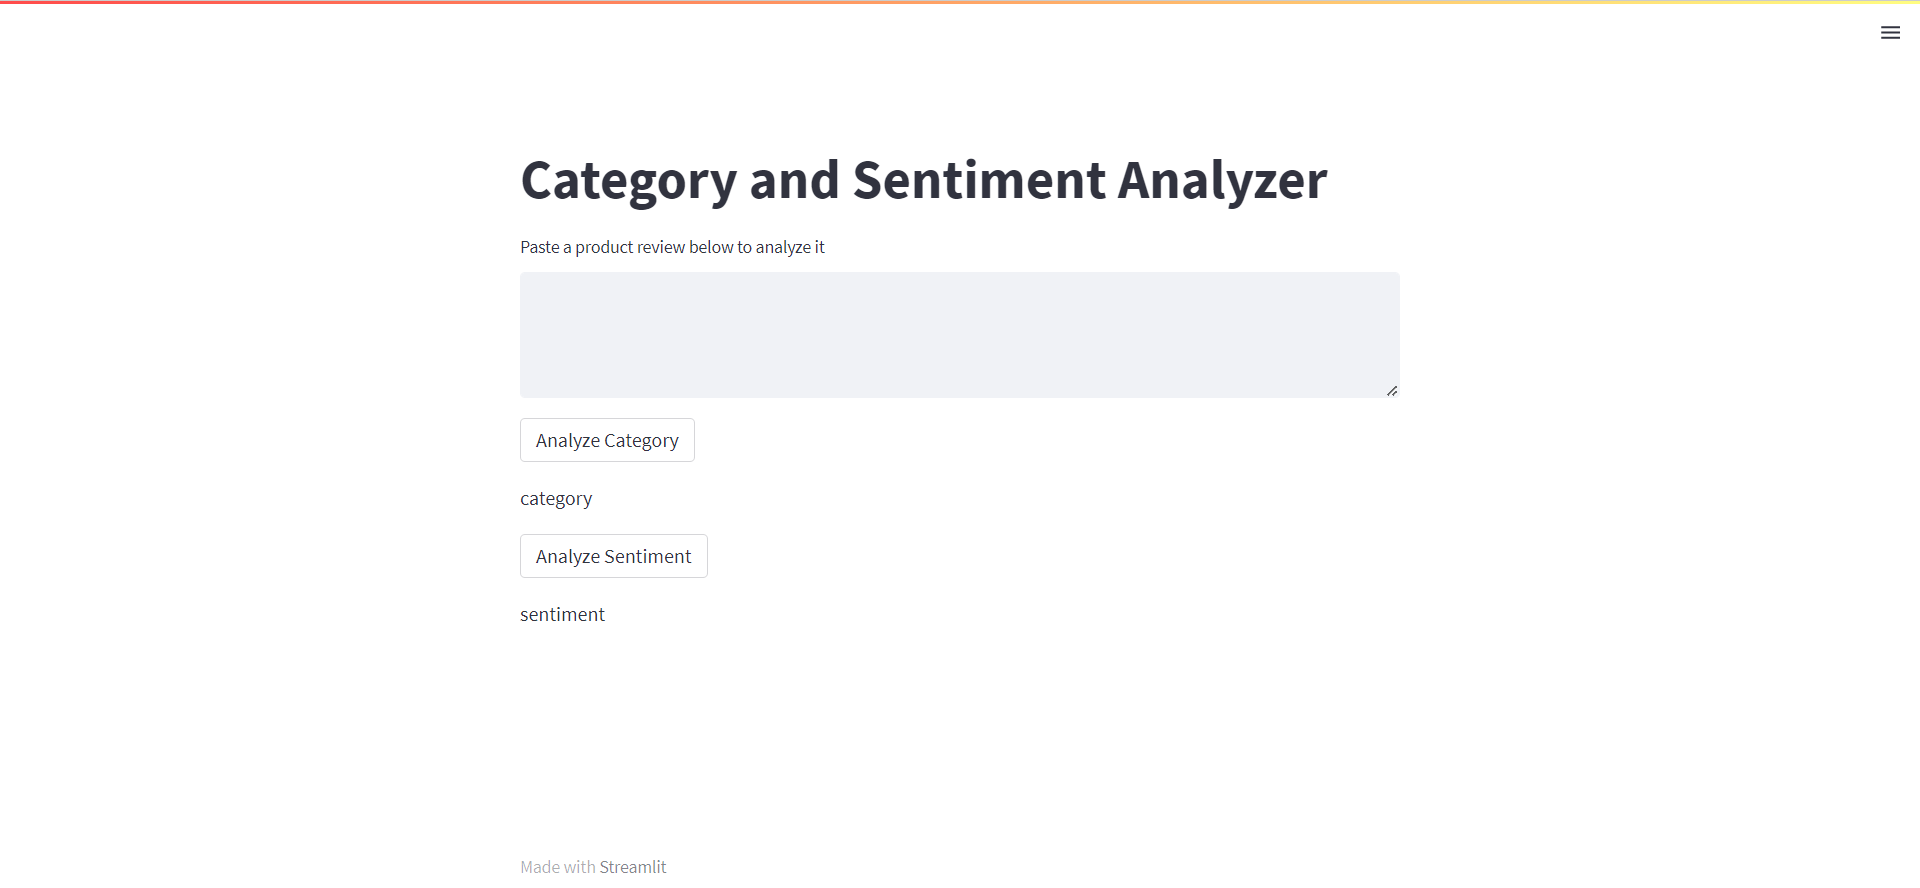 Category and Sentiment Analyzer
Paste a product review below to analyze it
Analyze Category
category
Analyze Sentiment
sentiment
Made with Streamlit